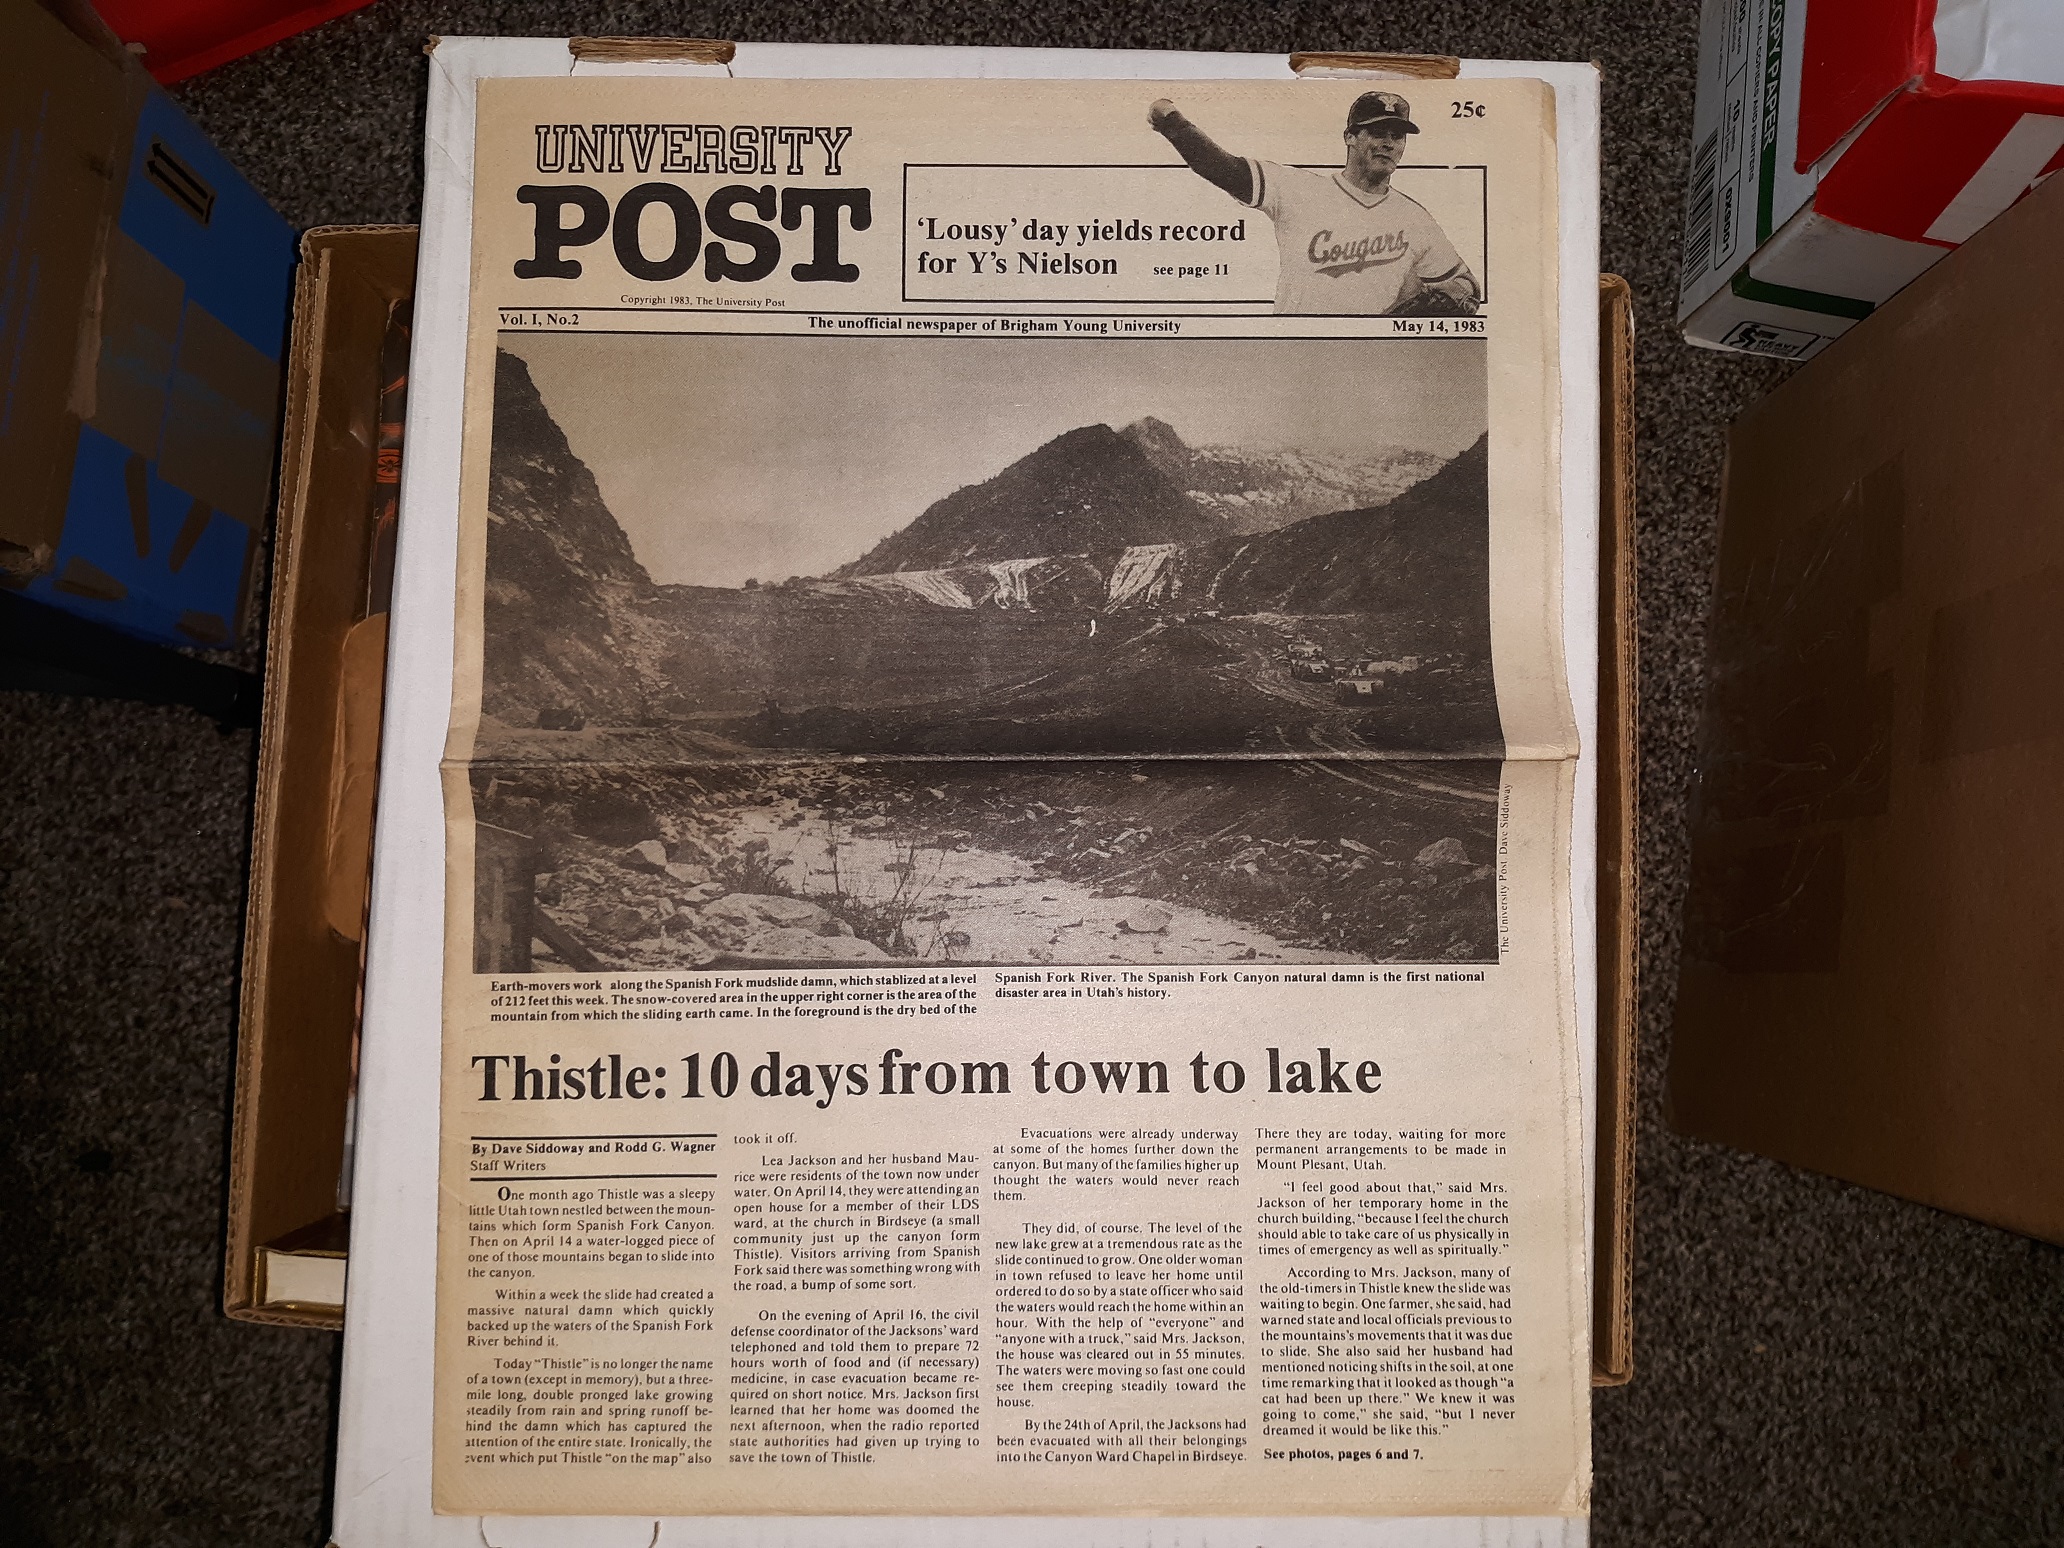 UNIVERSITY
POST
Copyright 1983, The University Post
25¢
'Lousy' day yields record
for Y's Nielson see page 11
Y
Cougars
Vol. I, No.2 The unofficial newspaper of Brigham Young University May 14, 1983
The University Post Dave Siddoway
Earth-movers work along the Spanish Fork mudslide damn, which stablized at a level
of 212 feet this week. The snow-covered area in the upper right corner is the area of the
mountain from which the sliding earth came. In the foreground is the dry bed of the
Spanish Fork River. The Spanish Fork Canyon natural damn is the first national
disaster area in Utah's history.
Thistle: 10 days from town to lake
By Dave Siddoway and Rodd G. Wagner
Staff Writers
One month ago Thistle was a sleepy
little Utah town nestled between the moun-
tains which form Spanish Fork Canyon.
Then on April 14 a water-logged piece of
one of those mountains began to slide into
the canyon.
Within a week the slide had created a
massive natural damn which quickly
backed up the waters of the Spanish Fork
River behind it.
Today "Thistle" is no longer the name
of a town (except in memory), but a three-
mile long, double pronged lake growing
steadily from rain and spring runoff be-
hind the damn which has captured the
attention of the entire state. Ironically, the
event which put Thistle "on the map" also
took it off.
Lea Jackson and her husband Mau-
rice were residents of the town now under
water. On April 14, they were attending an
open house for a member of their LDS
ward, at the church in Birdseye (a small
community just up the canyon form
Thistle). Visitors arriving from Spanish
Fork said there was something wrong with
the road, a bump of some sort.
On the evening of April 16, the civil
defense coordinator of the Jacksons' ward
telephoned and told them to prepare 72
hours worth of food and (if necessary)
medicine, in case evacuation became re-
quired on short notice. Mrs. Jackson first
learned that her home was doomed the
next afternoon, when the radio reported
state authorities had given up trying to
save the town of Thistle.
Evacuations were already underway
at some of the homes further down the
canyon. But many of the families higher up
thought the waters would never reach
them.
They did, of course. The level of the
new lake grew at a tremendous rate as the
slide continued to grow. One older woman
in town refused to leave her home until
ordered to do so by a state officer who said
the waters would reach the home within an
hour. With the help of "everyone" and
"anyone with a truck," said Mrs. Jackson,
the house was cleared out in 55 minutes.
The waters were moving so fast one could
see them creeping steadily toward the
house.
By the 24th of April, the Jacksons had
been evacuated with all their belongings
into the Canyon Ward Chapel in Birdseye.
There they are today, waiting for more
permanent arrangements to be made in
Mount Plesant, Utah.
"I feel good about that," said Mrs.
Jackson of her temporary home in the
church building, "because I feel the church
should able to take care of us physically in
times of emergency as well as spiritually."
According to Mrs. Jackson, many of
the old-timers in Thistle knew the slide was
waiting to begin. One farmer, she said, had
warned state and local officials previous to
the mountains's movements that it was due
to slide. She also said her husband had
mentioned noticing shifts in the soil, at one
time remarking that it looked as though "a
cat had been up there." We knew it was
going to come," she said, "but I never
dreamed it would be like this."
See photos, pages 6 and 7.
COPY PAPER